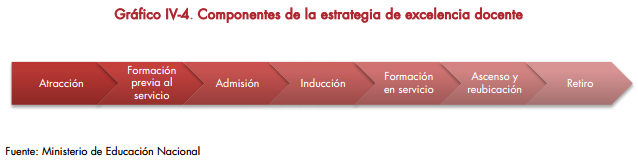 Gráfico IV-4. Componentes de la estrategia de excelencia docente
Atracción
Formación
previa al
servicio
Admisión
Inducción
Formación
en servicio
Ascenso y
reubicación
Retiro
Fuente: Ministerio de Educación Nacional